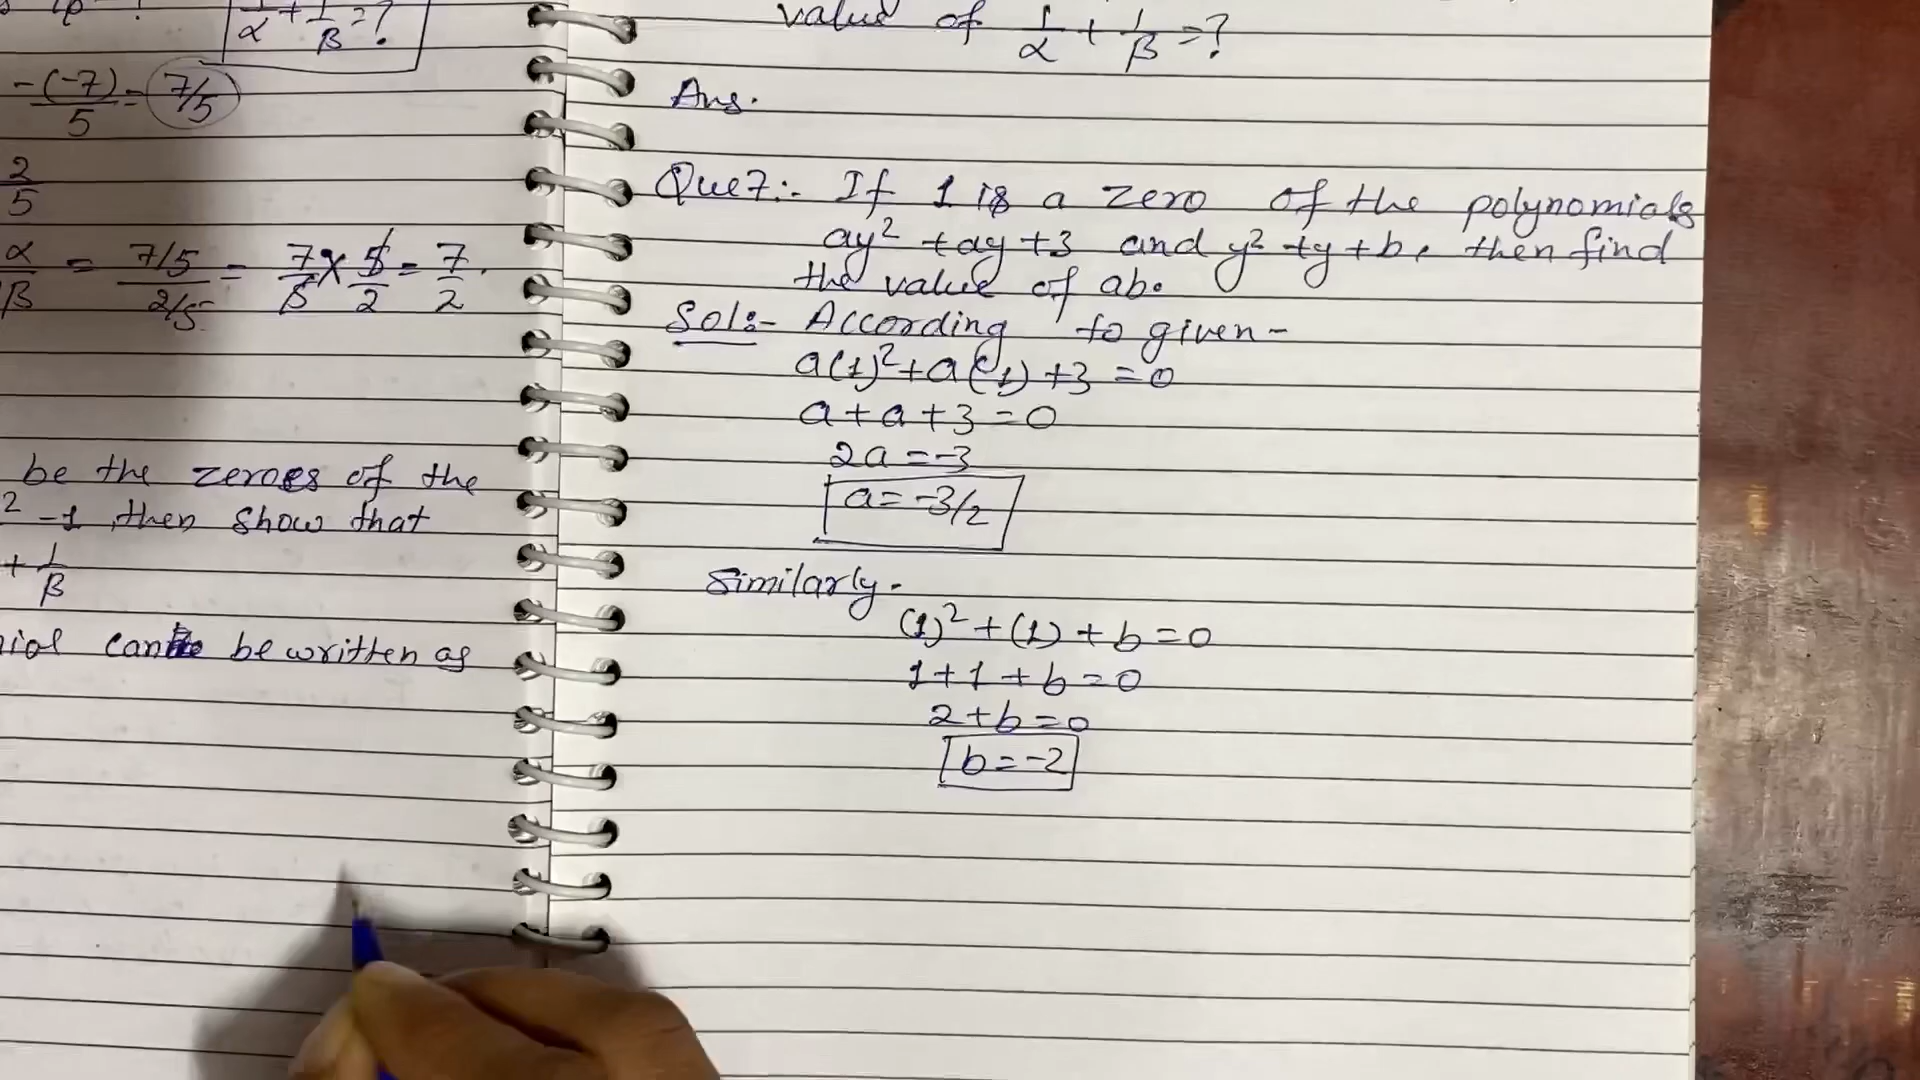 1/α + 1/β = ?
-(-7)/5 = 7/5
2/5
α/β = 7/5 / 2/5 = 7/5 × 5/2 = 7/2.
be the zeroes of the
2 -1, then show that
+ 1/β
can be written as
value of 1/α + 1/β = ?
Ans.
Que7:- If 1 is a zero of the polynomials
ay² + ay + 3 and y² + y + b, then find
the value of ab.
Sol:- According to given-
a(1)² + a(1) + 3 = 0
a + a + 3 = 0
2a = -3
a = -3/2
Similarly-
(1)² + (1) + b = 0
1 + 1 + b = 0
2 + b = 0
b = -2